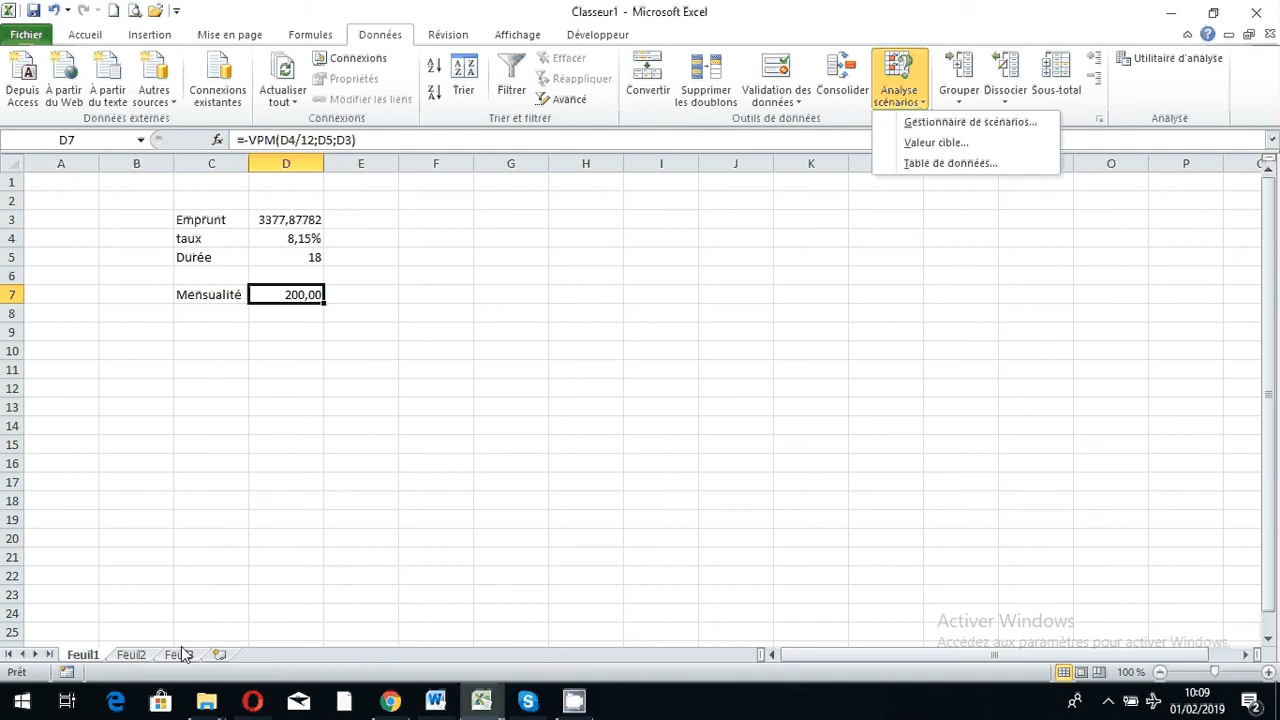 Classeur1 - Microsoft Excel
Fichier Accueil Insertion Mise en page Formules Données Révision Affichage Développeur
Depuis Access
À partir du Web
À partir du texte
Autres sources
Connexions existantes
Données externes
Actualiser tout
Connexions
Propriétés
Modifier les liens
Connexions
Trier
Filtrer
Effacer
Réappliquer
Avancé
Trier et filtrer
Convertir
Supprimer les doublons
Validation des données
Consolider
Analyse scénarios
Outils de données
Grouper
Dissocier
Sous-total
Utilitaire d'analyse
Analyse
Gestionnaire de scénarios...
Valeur cible...
Table de données...
D7 fx =-VPM(D4/12;D5;D3)
A B C D E F G H I J K O P Q
1
2
3 Emprunt 3377,87782
4 taux 8,15%
5 Durée 18
6
7 Mensualité 200,00
8
9
10
11
12
13
14
15
16
17
18
19
20
21
22
23
24
25
Activer Windows
Accédez aux paramètres pour activer Windows.
Feuil1 Feuil2
Prêt 100 %
10:09
01/02/2019
2